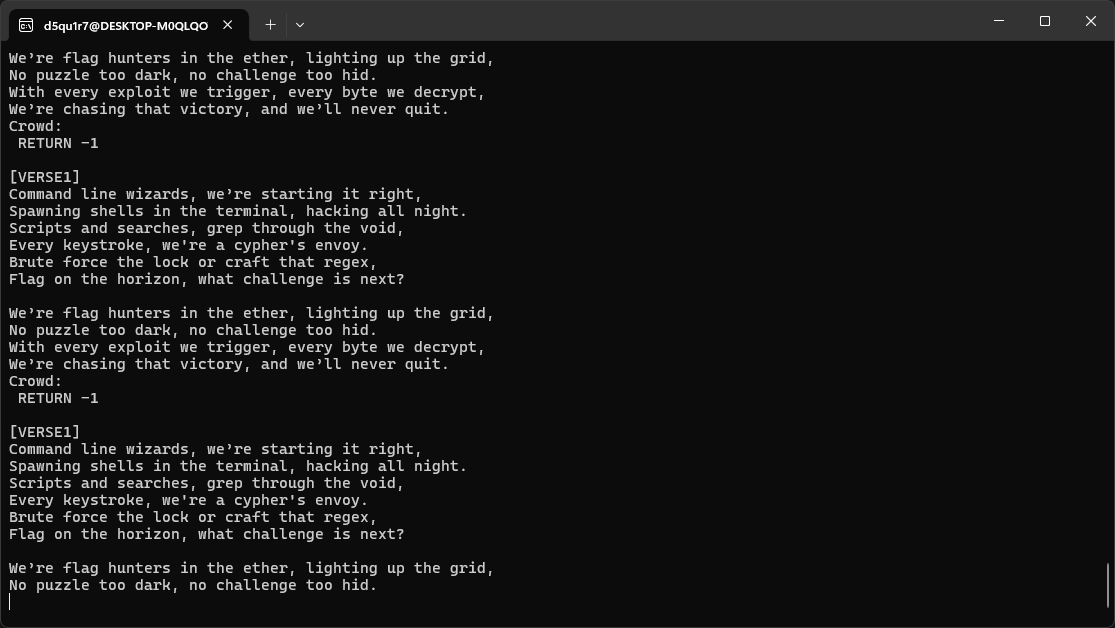 d5qu1r7@DESKTOP-M0QLQO
We’re flag hunters in the ether, lighting up the grid,
No puzzle too dark, no challenge too hid.
With every exploit we trigger, every byte we decrypt,
We’re chasing that victory, and we’ll never quit.
Crowd:
 RETURN -1

[VERSE1]
Command line wizards, we’re starting it right,
Spawning shells in the terminal, hacking all night.
Scripts and searches, grep through the void,
Every keystroke, we're a cypher's envoy.
Brute force the lock or craft that regex,
Flag on the horizon, what challenge is next?

We’re flag hunters in the ether, lighting up the grid,
No puzzle too dark, no challenge too hid.
With every exploit we trigger, every byte we decrypt,
We’re chasing that victory, and we’ll never quit.
Crowd:
 RETURN -1

[VERSE1]
Command line wizards, we’re starting it right,
Spawning shells in the terminal, hacking all night.
Scripts and searches, grep through the void,
Every keystroke, we're a cypher's envoy.
Brute force the lock or craft that regex,
Flag on the horizon, what challenge is next?

We’re flag hunters in the ether, lighting up the grid,
No puzzle too dark, no challenge too hid.